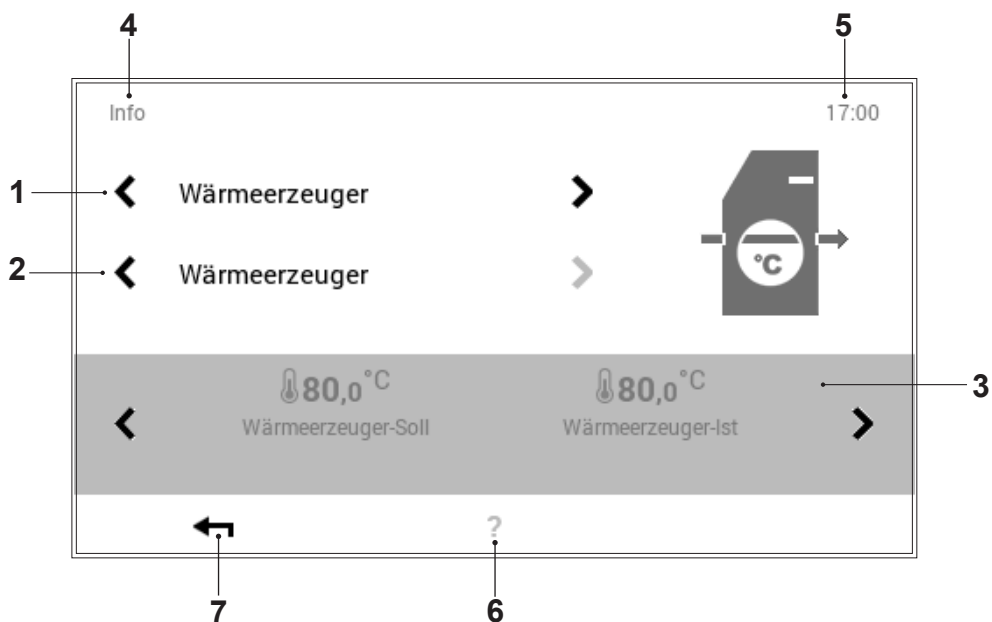 4 5
Info 17:00
1 Wärmeerzeuger
2 Wärmeerzeuger
°C
80,0°C 80,0°C 3
Wärmeerzeuger-Soll Wärmeerzeuger-Ist
?
7 6